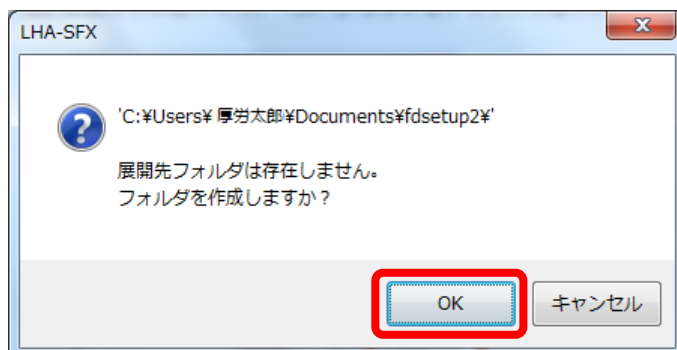 LHA-SFX
'C:¥Users¥ 厚労太郎¥Documents¥fdsetup2¥'
展開先フォルダは存在しません。
フォルダを作成しますか？
OK
キャンセル